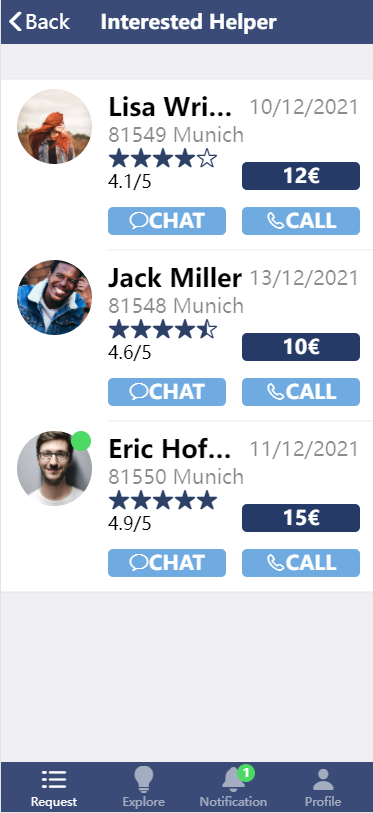 Back Interested Helper
Lisa Wri... 10/12/2021
81549 Munich
4.1/5 12€
CHAT CALL
Jack Miller 13/12/2021
81548 Munich
4.6/5 10€
CHAT CALL
Eric Hof... 11/12/2021
81550 Munich
4.9/5 15€
CHAT CALL
1
Request Explore Notification Profile